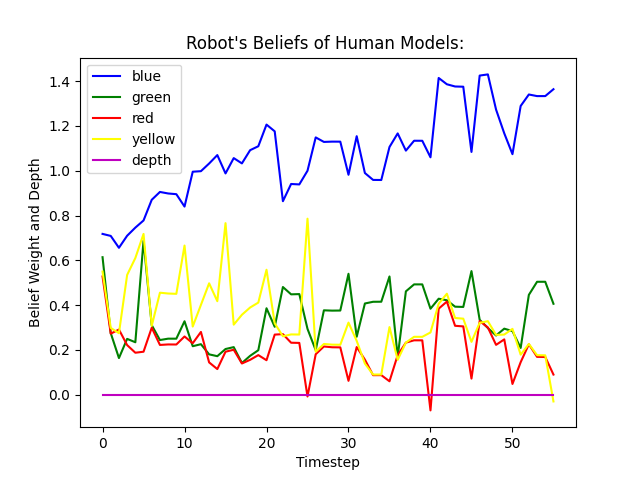 Robot's Beliefs of Human Models:
blue
green
red
yellow
depth
Belief Weight and Depth
1.4
1.2
1.0
0.8
0.6
0.4
0.2
0.0
0 10 20 30 40 50
Timestep